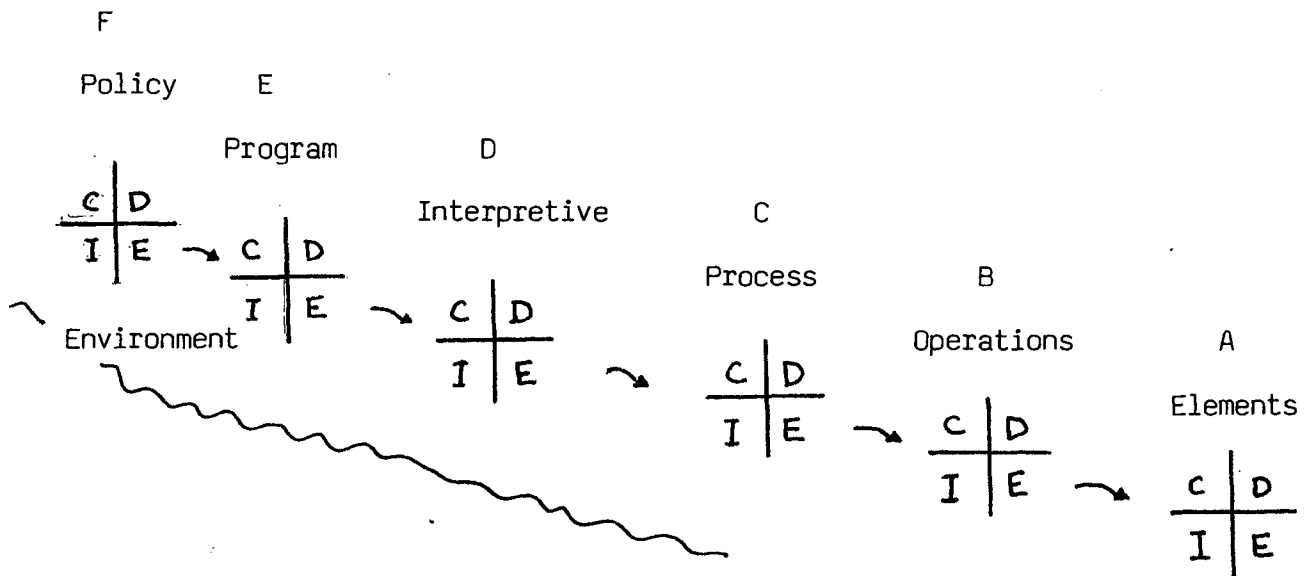 F
Policy
E
Program
D
Interpretive
C
Process
B
Operations
A
Elements
C D
I E
C D
I E
C D
I E
C D
I E
C D
I E
C D
I E
Environment